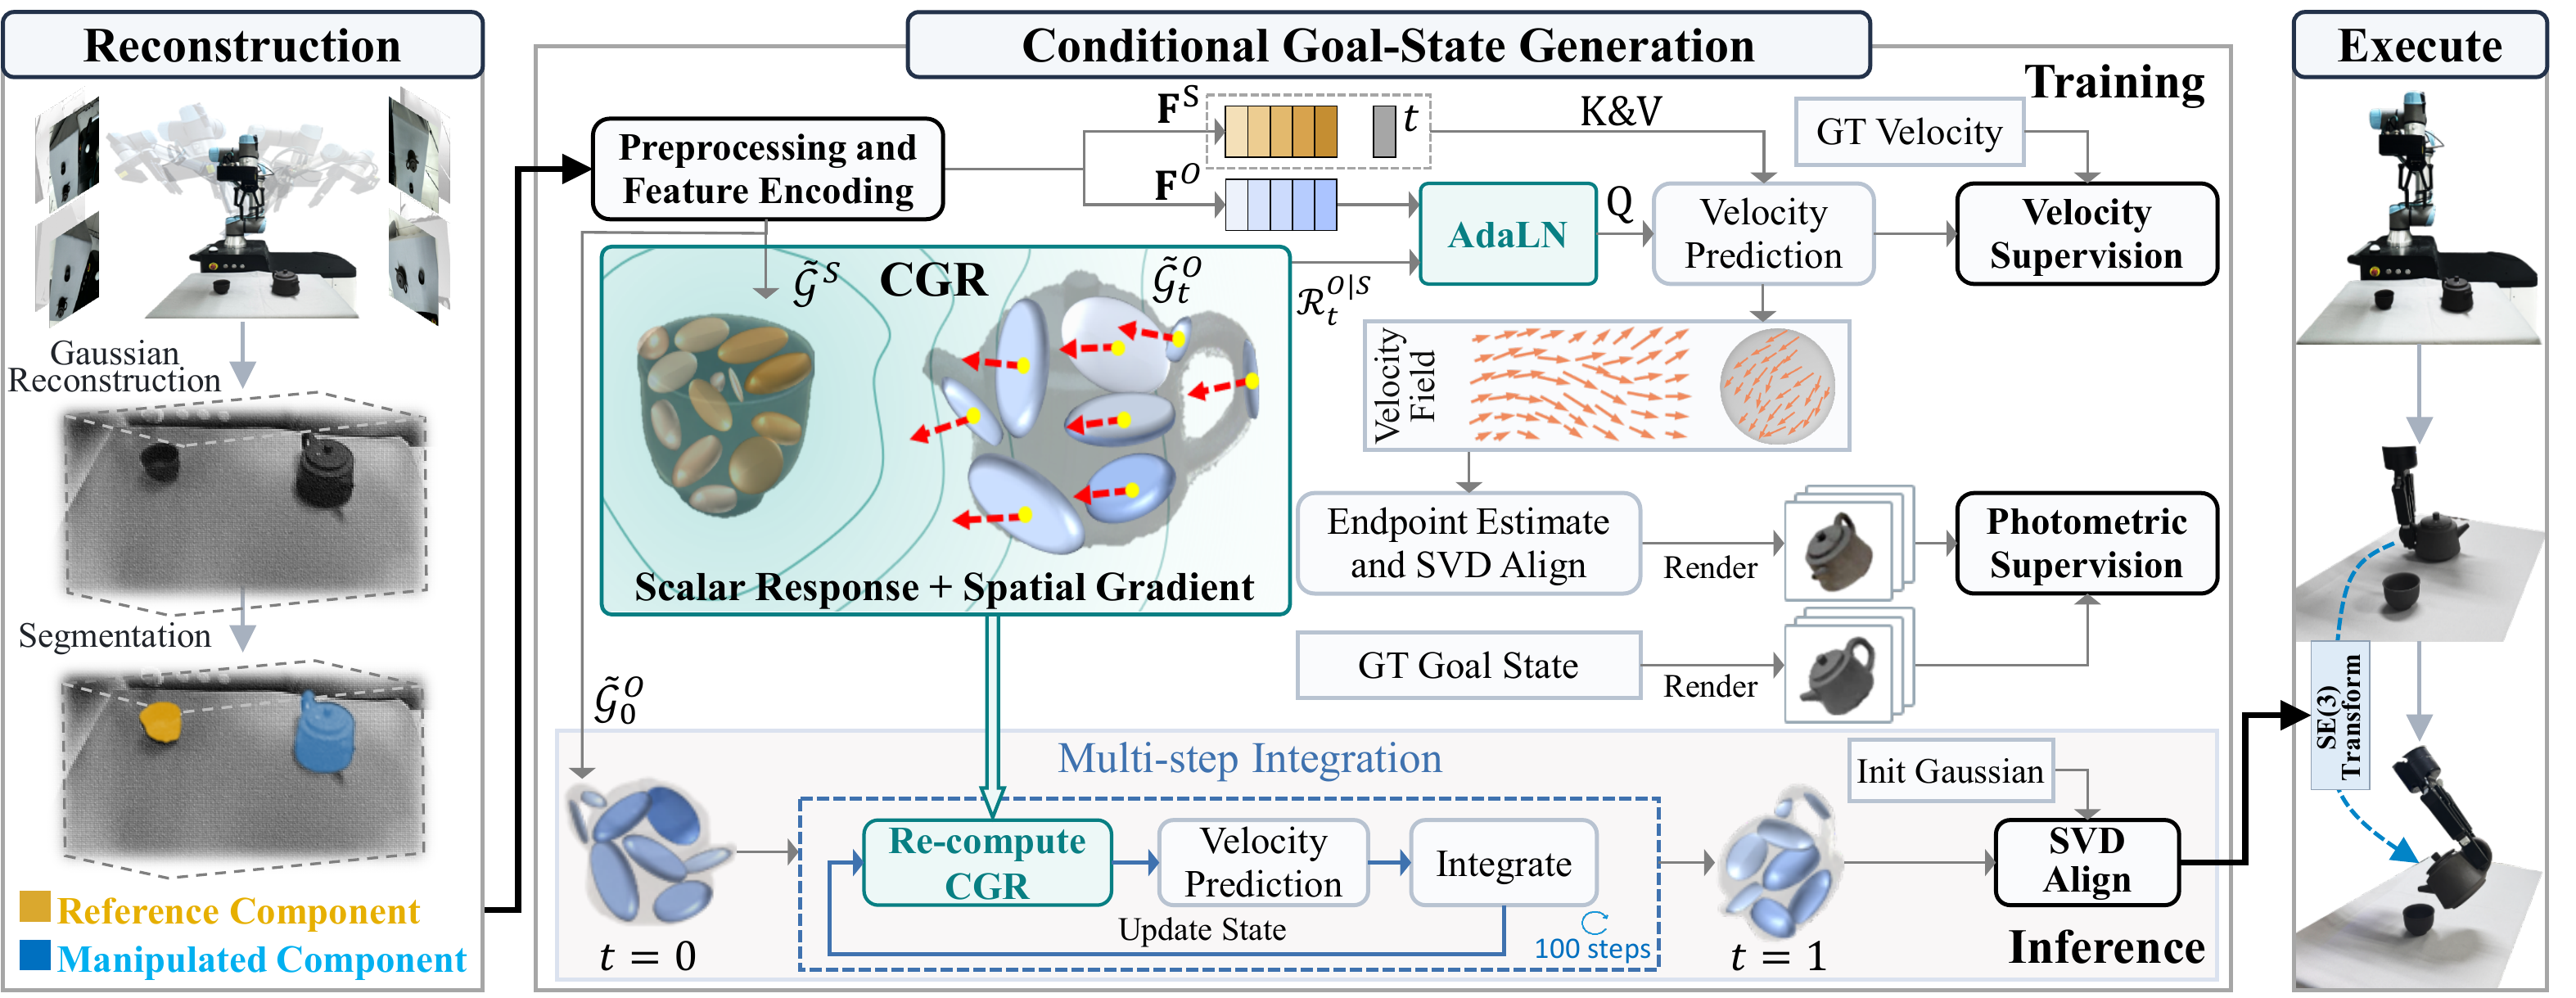 Reconstruction
Gaussian
Reconstruction
Segmentation
Reference Component
Manipulated Component
Conditional Goal-State Generation
Training
Preprocessing and
Feature Encoding
F^S
t
K&V
GT Velocity
F^O
AdaLN
Q
Velocity
Prediction
Velocity
Supervision
G̃^S
CGR
G̃_t^O
R_t^{O|S}
Scalar Response + Spatial Gradient
Velocity
Field
Endpoint Estimate
and SVD Align
Render
Photometric
Supervision
GT Goal State
Render
G̃_0^O
Multi-step Integration
Init Gaussian
Re-compute
CGR
Velocity
Prediction
Integrate
Update State
100 steps
t = 0
t = 1
SVD
Align
Inference
Execute
SE(3)
Transform